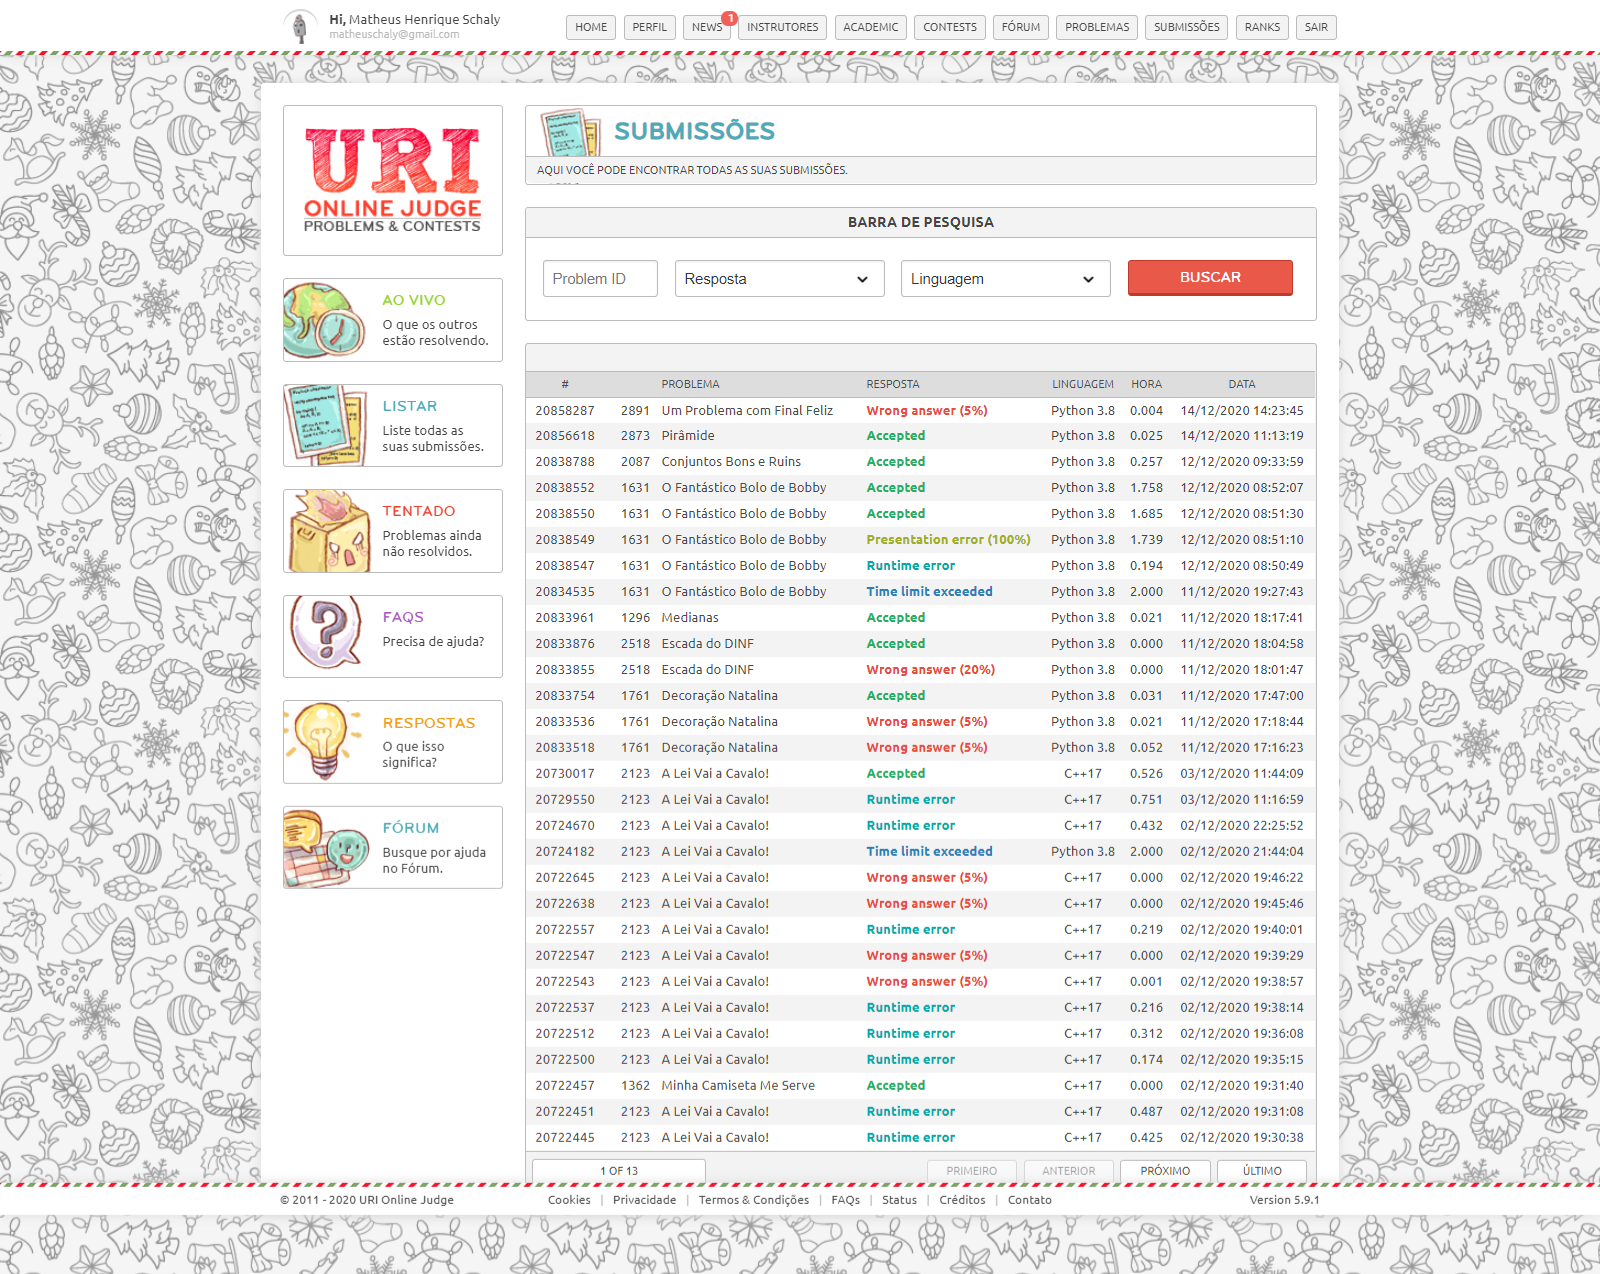 Hi, Matheus Henrique Schaly
matheuschaly@gmail.com
HOME PERFIL NEWS 1 INSTRUTORES ACADEMIC CONTESTS FÓRUM PROBLEMAS SUBMISSÕES RANKS SAIR
URI
ONLINE JUDGE
PROBLEMS & CONTESTS
AO VIVO
O que os outros
estão resolvendo.
LISTAR
Liste todas as
suas submissões.
TENTADO
Problemas ainda
não resolvidos.
FAQS
Precisa de ajuda?
RESPOSTAS
O que isso
significa?
FÓRUM
Busque por ajuda
no Fórum.
SUBMISSÕES
AQUI VOCÊ PODE ENCONTRAR TODAS AS SUAS SUBMISSÕES.
BARRA DE PESQUISA
Problem ID Resposta Linguagem BUSCAR
# PROBLEMA RESPOSTA LINGUAGEM HORA DATA
20858287 2891 Um Problema com Final Feliz Wrong answer (5%) Python 3.8 0.004 14/12/2020 14:23:45
20856618 2873 Pirâmide Accepted Python 3.8 0.025 14/12/2020 11:13:19
20838788 2087 Conjuntos Bons e Ruins Accepted Python 3.8 0.257 12/12/2020 09:33:59
20838552 1631 O Fantástico Bolo de Bobby Accepted Python 3.8 1.758 12/12/2020 08:52:07
20838550 1631 O Fantástico Bolo de Bobby Accepted Python 3.8 1.685 12/12/2020 08:51:30
20838549 1631 O Fantástico Bolo de Bobby Presentation error (100%) Python 3.8 1.739 12/12/2020 08:51:10
20838547 1631 O Fantástico Bolo de Bobby Runtime error Python 3.8 0.194 12/12/2020 08:50:49
20834535 1631 O Fantástico Bolo de Bobby Time limit exceeded Python 3.8 2.000 11/12/2020 19:27:43
20833961 1296 Medianas Accepted Python 3.8 0.021 11/12/2020 18:17:41
20833876 2518 Escada do DINF Accepted Python 3.8 0.000 11/12/2020 18:04:58
20833855 2518 Escada do DINF Wrong answer (20%) Python 3.8 0.000 11/12/2020 18:01:47
20833754 1761 Decoração Natalina Accepted Python 3.8 0.031 11/12/2020 17:47:00
20833536 1761 Decoração Natalina Wrong answer (5%) Python 3.8 0.021 11/12/2020 17:18:44
20833518 1761 Decoração Natalina Wrong answer (5%) Python 3.8 0.052 11/12/2020 17:16:23
20730017 2123 A Lei Vai a Cavalo! Accepted C++17 0.526 03/12/2020 11:44:09
20729550 2123 A Lei Vai a Cavalo! Runtime error C++17 0.751 03/12/2020 11:16:59
20724670 2123 A Lei Vai a Cavalo! Runtime error C++17 0.432 02/12/2020 22:25:52
20724182 2123 A Lei Vai a Cavalo! Time limit exceeded Python 3.8 2.000 02/12/2020 21:44:04
20722645 2123 A Lei Vai a Cavalo! Wrong answer (5%) C++17 0.000 02/12/2020 19:46:22
20722638 2123 A Lei Vai a Cavalo! Wrong answer (5%) C++17 0.000 02/12/2020 19:45:46
20722557 2123 A Lei Vai a Cavalo! Runtime error C++17 0.219 02/12/2020 19:40:01
20722547 2123 A Lei Vai a Cavalo! Wrong answer (5%) C++17 0.000 02/12/2020 19:39:29
20722543 2123 A Lei Vai a Cavalo! Wrong answer (5%) C++17 0.001 02/12/2020 19:38:57
20722537 2123 A Lei Vai a Cavalo! Runtime error C++17 0.216 02/12/2020 19:38:14
20722512 2123 A Lei Vai a Cavalo! Runtime error C++17 0.312 02/12/2020 19:36:08
20722500 2123 A Lei Vai a Cavalo! Runtime error C++17 0.174 02/12/2020 19:35:15
20722457 1362 Minha Camiseta Me Serve Accepted C++17 0.000 02/12/2020 19:31:40
20722451 2123 A Lei Vai a Cavalo! Runtime error C++17 0.487 02/12/2020 19:31:08
20722445 2123 A Lei Vai a Cavalo! Runtime error C++17 0.425 02/12/2020 19:30:38
1 OF 13 PRIMEIRO ANTERIOR PRÓXIMO ÚLTIMO
© 2011 - 2020 URI Online Judge Cookies | Privacidade | Termos & Condições | FAQs | Status | Créditos | Contato Version 5.9.1